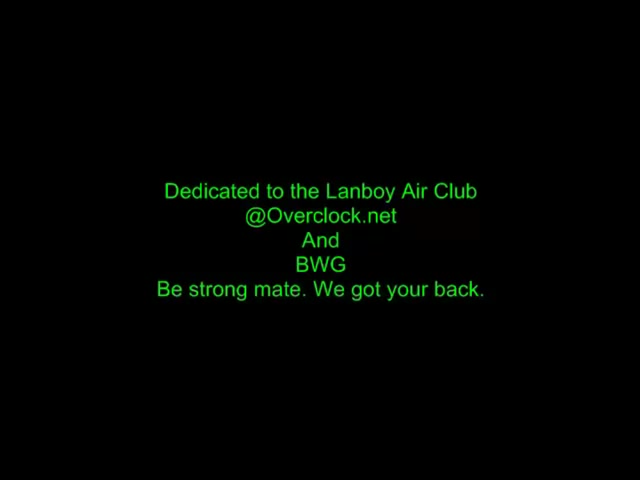 Dedicated to the Lanboy Air Club
@Overclock.net
And
BWG
Be strong mate. We got your back.